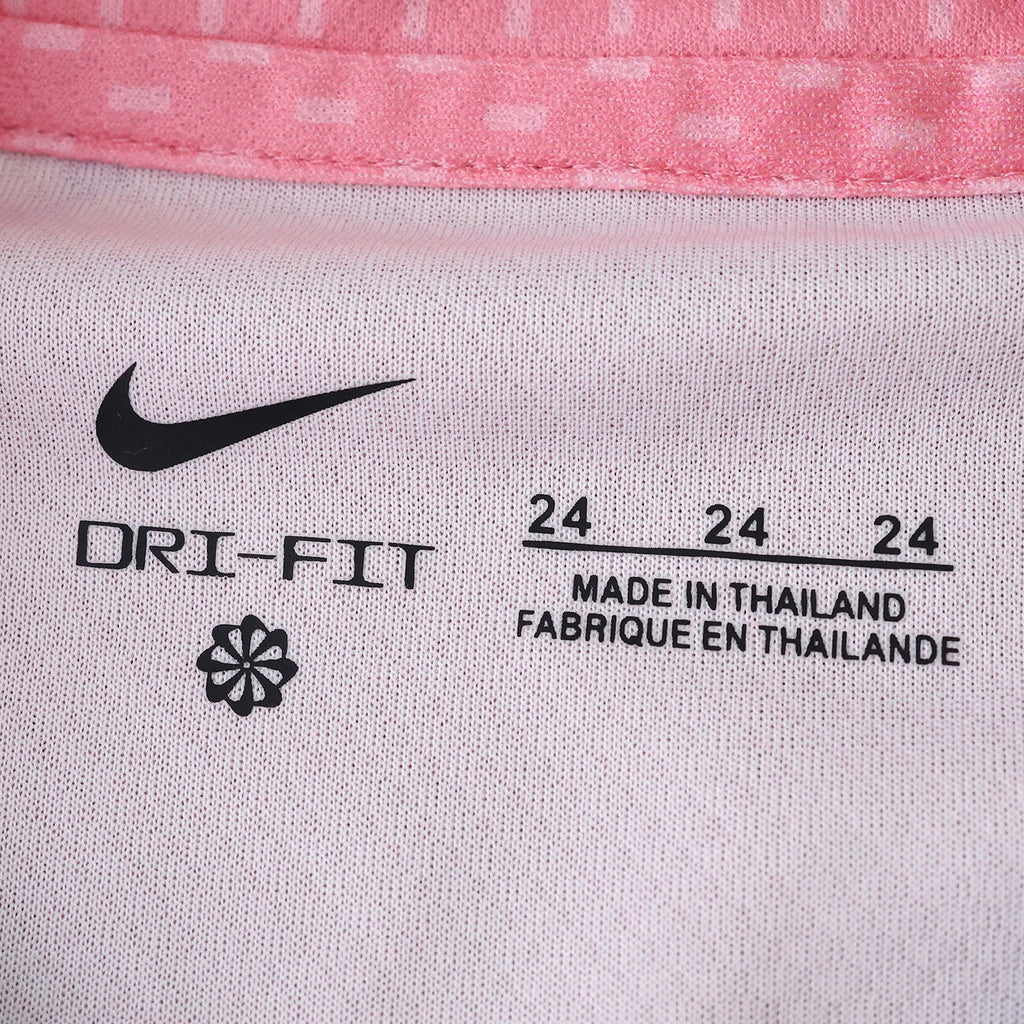 DRI-FIT
24 24 24
MADE IN THAILAND
FABRIQUE EN THAILANDE